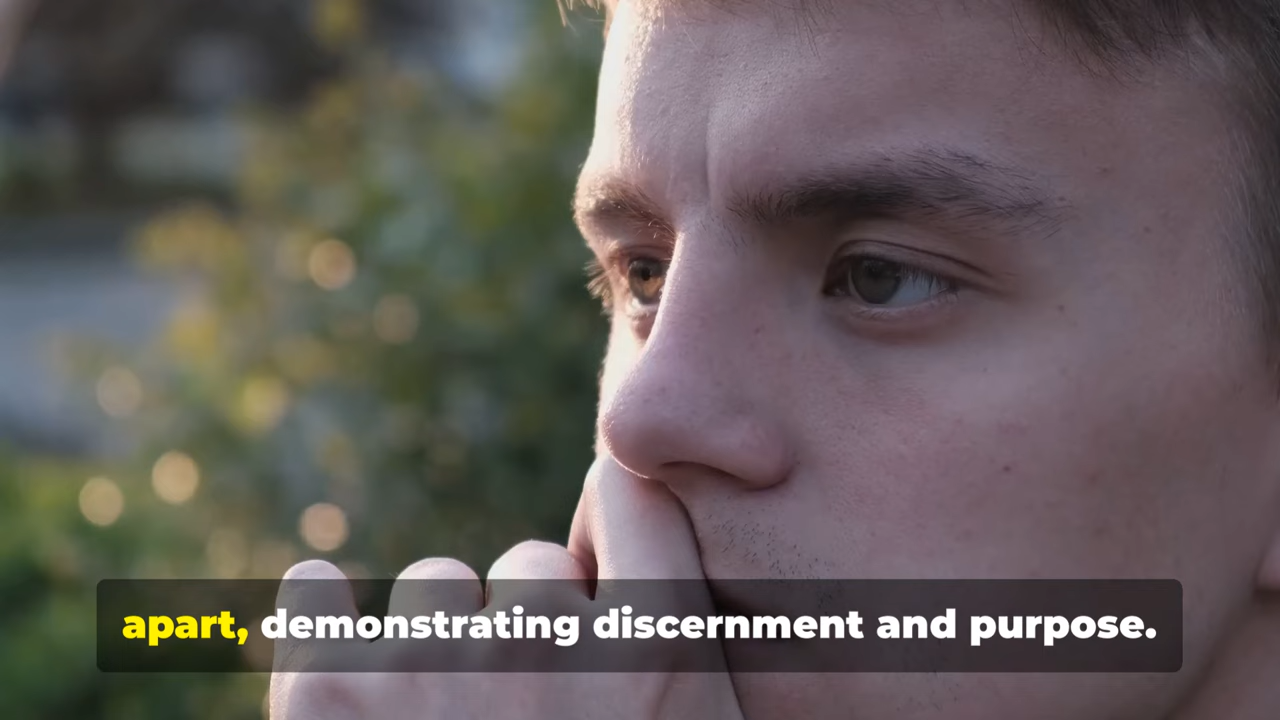 apart, demonstrating discernment and purpose.